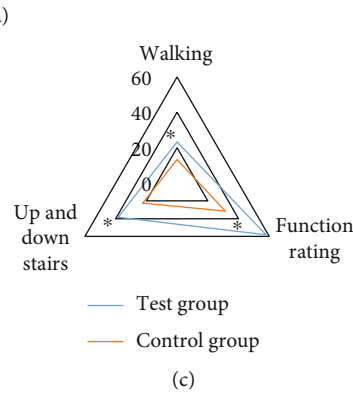 )
Walking
60
40
*
20
0
Up and
down
stairs
*
*
Function
rating
Test group
Control group
(c)